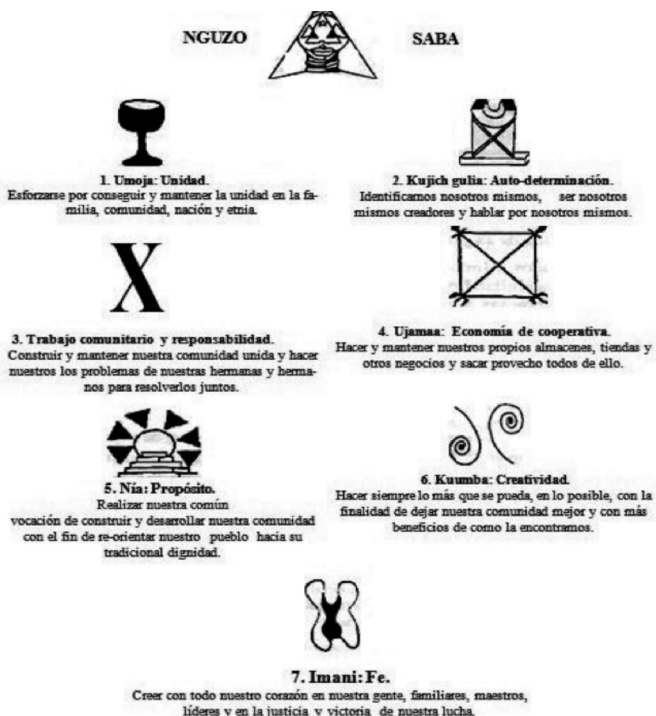 NGUZO SABA
1. Umoja: Unidad.
Esforzarse por conseguir y mantener la unidad en la fa-
milia, comunidad, nación y etnia.
2. Kujich gulia: Auto-determinación.
Identificarnos nosotros mismos, ser nosotros
mismos creadores y hablar por nosotros mismos.
X
3. Trabajo comunitario y responsabilidad.
Construir y mantener nuestra comunidad unida y hacer
nuestros los problemas de nuestras hermanas y herma-
nos para resolverlos juntos.
4. Ujamaa: Economía de cooperativa.
Hacer y mantener nuestros propios almacenes, tiendas y
otros negocios y sacar provecho todos de ello.
5. Nía: Propósito.
Realizar nuestra común
vocación de construir y desarrollar nuestra comunidad
con el fin de re-orientar nuestro pueblo hacia su
tradicional dignidad.
6. Kuumba: Creatividad.
Hacer siempre lo más que se pueda, en lo posible, con la
finalidad de dejar nuestra comunidad mejor y con más
beneficios de como la encontramos.
7. Imani: Fe.
Creer con todo nuestro corazón en nuestra gente, familiares, maestros,
líderes y en la justicia y victoria de nuestra lucha.